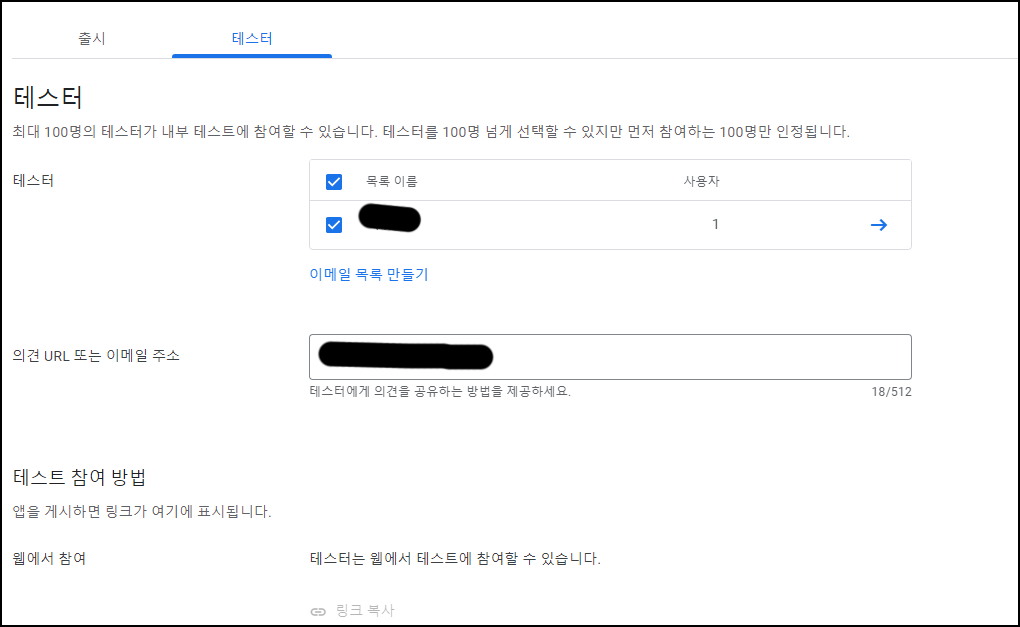 출시 테스터
테스터
최대 100명의 테스터가 내부 테스트에 참여할 수 있습니다. 테스터를 100명 넘게 선택할 수 있지만 먼저 참여하는 100명만 인정됩니다.
테스터
목록 이름 사용자
1
이메일 목록 만들기
의견 URL 또는 이메일 주소
테스터에게 의견을 공유하는 방법을 제공하세요. 18/512
테스트 참여 방법
앱을 게시하면 링크가 여기에 표시됩니다.
웹에서 참여 테스터는 웹에서 테스트에 참여할 수 있습니다.
링크 복사